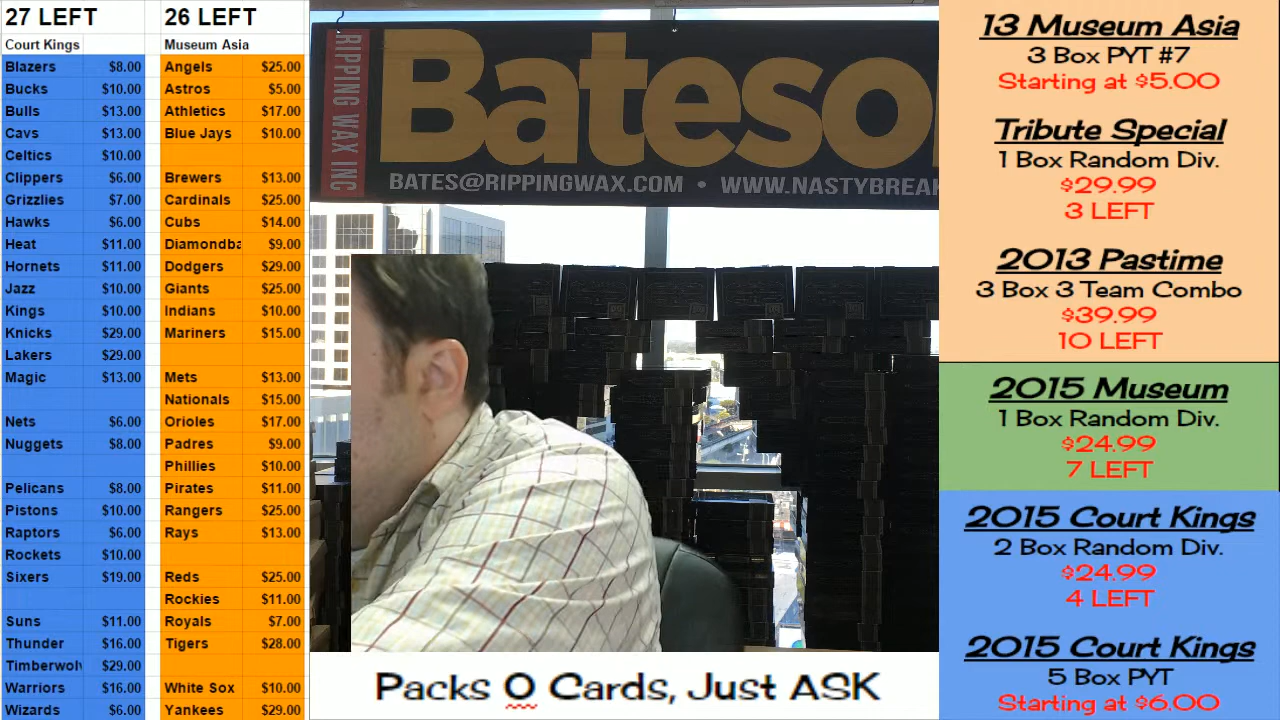 27 LEFT
Court Kings
Blazers $8.00
Bucks $10.00
Bulls $13.00
Cavs $13.00
Celtics $10.00
Clippers $6.00
Grizzlies $7.00
Hawks $6.00
Heat $11.00
Hornets $11.00
Jazz $10.00
Kings $10.00
Knicks $29.00
Lakers $29.00
Magic $13.00
Nets $6.00
Nuggets $8.00
Pelicans $8.00
Pistons $10.00
Raptors $6.00
Rockets $10.00
Sixers $19.00
Suns $11.00
Thunder $16.00
Timberwolv $29.00
Warriors $16.00
Wizards $6.00
26 LEFT
Museum Asia
Angels $25.00
Astros $5.00
Athletics $17.00
Blue Jays $10.00
Brewers $13.00
Cardinals $25.00
Cubs $14.00
Diamondba $9.00
Dodgers $29.00
Giants $25.00
Indians $10.00
Mariners $15.00
Mets $13.00
Nationals $15.00
Orioles $17.00
Padres $9.00
Phillies $10.00
Pirates $11.00
Rangers $25.00
Rays $13.00
Reds $25.00
Rockies $11.00
Royals $7.00
Tigers $28.00
White Sox $10.00
Yankees $29.00
RIPPING WAX INC
Bateso
BATES@RIPPINGWAX.COM • WWW.NASTYBREAK
Packs O Cards, Just ASK
13 Museum Asia
3 Box PYT #7
Starting at $5.00
Tribute Special
1 Box Random Div.
$29.99
3 LEFT
2013 Pastime
3 Box 3 Team Combo
$39.99
10 LEFT
2015 Museum
1 Box Random Div.
$24.99
7 LEFT
2015 Court Kings
2 Box Random Div.
$24.99
4 LEFT
2015 Court Kings
5 Box PYT
Starting at $6.00